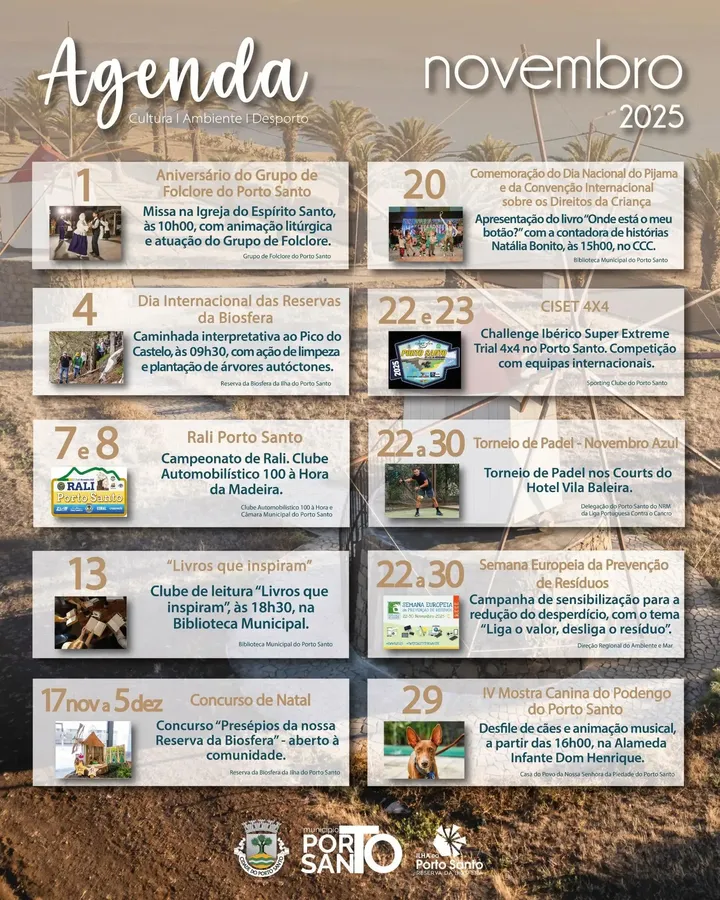 Agenda
Cultura | Ambiente | Desporto
novembro
2025
1
Aniversário do Grupo de
Folclore do Porto Santo
Missa na Igreja do Espírito Santo,
às 10h00, com animação litúrgica
e atuação do Grupo de Folclore.
Grupo de Folclore do Porto Santo
4
Dia Internacional das Reservas
da Biosfera
Caminhada interpretativa ao Pico do
Castelo, às 09h30, com ação de limpeza
e plantação de árvores autóctones.
Reserva da Biosfera da Ilha do Porto Santo
7 e 8
Rali Porto Santo
Campeonato de Rali. Clube
Automobilístico 100 à Hora
da Madeira.
Clube Automobilístico 100 à Hora e
Câmara Municipal do Porto Santo
RALI
Porto Santo
13
“Livros que inspiram”
Clube de leitura “Livros que
inspiram”, às 18h30, na
Biblioteca Municipal.
Biblioteca Municipal do Porto Santo
17 nov a 5 dez
Concurso de Natal
Concurso “Presépios da nossa
Reserva da Biosfera” - aberto à
comunidade.
Reserva da Biosfera da Ilha do Porto Santo
20
Comemoração do Dia Nacional do Pijama
e da Convenção Internacional
sobre os Direitos da Criança
Apresentação do livro “Onde está o meu
botão?” com a contadora de histórias
Natália Bonito, às 15h00, no CCC.
Biblioteca Municipal do Porto Santo
22 e 23
CISET 4X4
Challenge Ibérico Super Extreme
Trial 4x4 no Porto Santo. Competição
com equipas internacionais.
Sporting Clube do Porto Santo
PORTO SANTO
2025
22 a 30
Torneio de Padel - Novembro Azul
Torneio de Padel nos Courts do
Hotel Vila Baleira.
Delegação do Porto Santo do NRM
da Liga Portuguesa Contra o Cancro
22 a 30
Semana Europeia da Prevenção
de Resíduos
Campanha de sensibilização para a
redução do desperdício, com o tema
“Liga o valor, desliga o resíduo”.
Direção Regional do Ambiente e Mar
SEMANA EUROPEIA
DA PREVENÇÃO DE RESÍDUOS
22-30 Novembro 2025
29
IV Mostra Canina do Podengo
do Porto Santo
Desfile de cães e animação musical,
a partir das 16h00, na Alameda
Infante Dom Henrique.
Casa do Povo da Nossa Senhora da Piedade do Porto Santo
município
PORTO
SANTO
ILHA DO
Porto Santo
RESERVA DA BIOSFERA